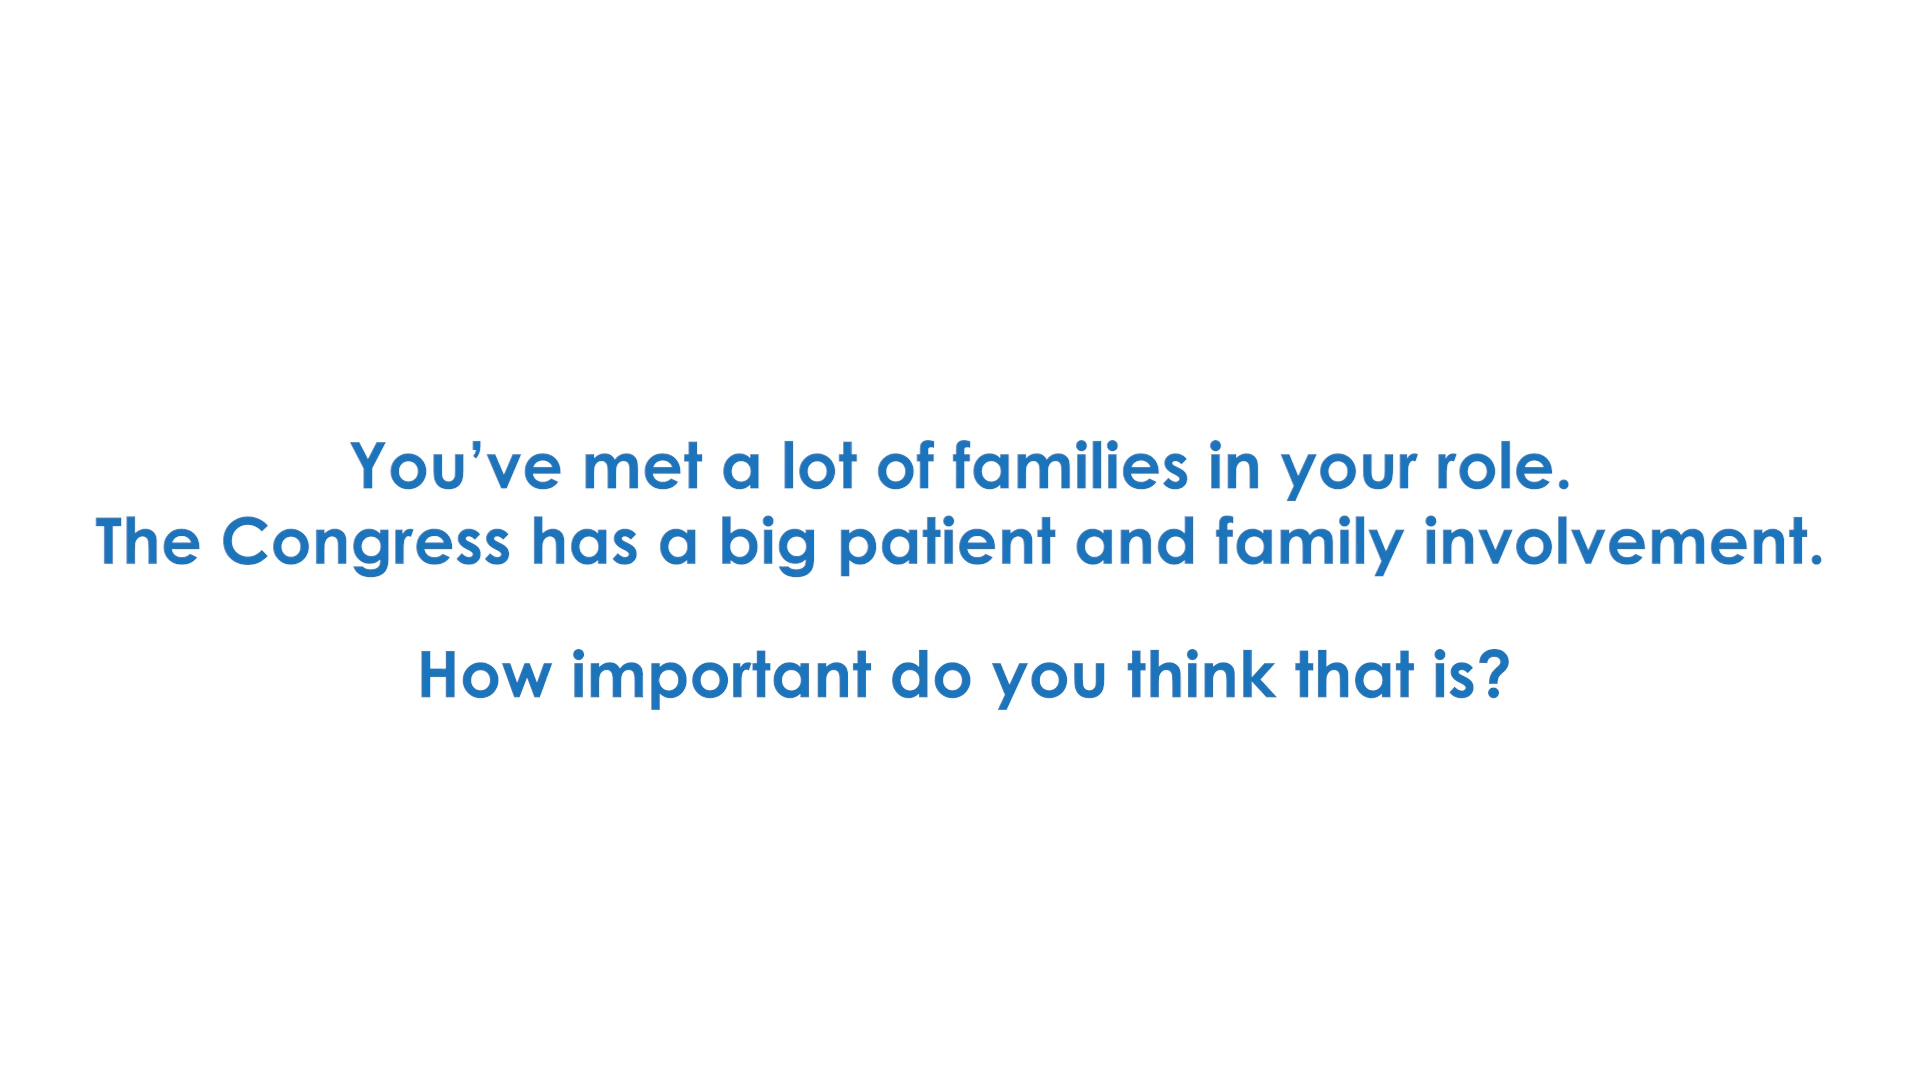 You’ve met a lot of families in your role.
The Congress has a big patient and family involvement.
How important do you think that is?